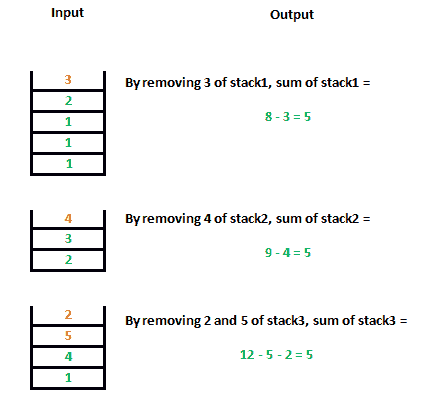 Input Output
3
By removing 3 of stack1, sum of stack1 =
2
8 - 3 = 5
1
1
1
4
By removing 4 of stack2, sum of stack2 =
3
9 - 4 = 5
2
2
By removing 2 and 5 of stack3, sum of stack3 =
5
4
12 - 5 - 2 = 5
1